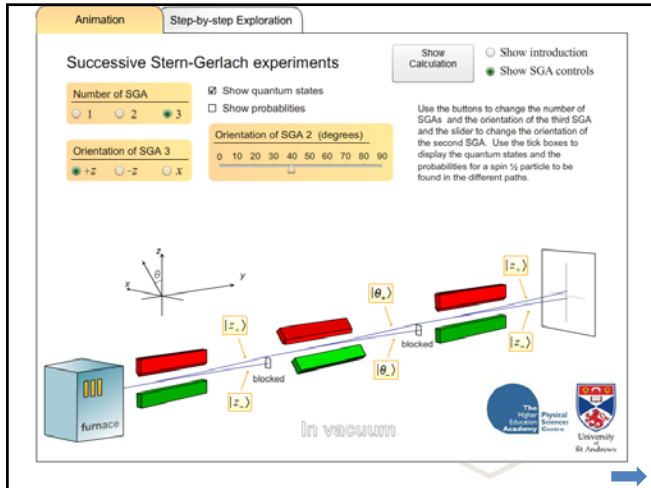 Animation
Step-by-step Exploration
Successive Stern-Gerlach experiments
Show
Calculation
Show introduction
Show SGA controls
Number of SGA
1 2 3
Show quantum states
Show probablities
Orientation of SGA 2 (degrees)
0 10 20 30 40 50 60 70 80 90
Orientation of SGA 3
+z -z x
Use the buttons to change the number of
SGAs and the orientation of the third SGA
and the slider to change the orientation of
the second SGA. Use the tick boxes to
display the quantum states and the
probabilities for a spin ½ particle to be
found in the different paths.
z
θ
x
y
|z₊⟩
|θ₊⟩
|z₊⟩
blocked
|z₋⟩
blocked
|θ₋⟩
|z₋⟩
furnace
In vacuum
The
Higher
Education
Academy
Physical
Sciences
Centre
University
of
St Andrews